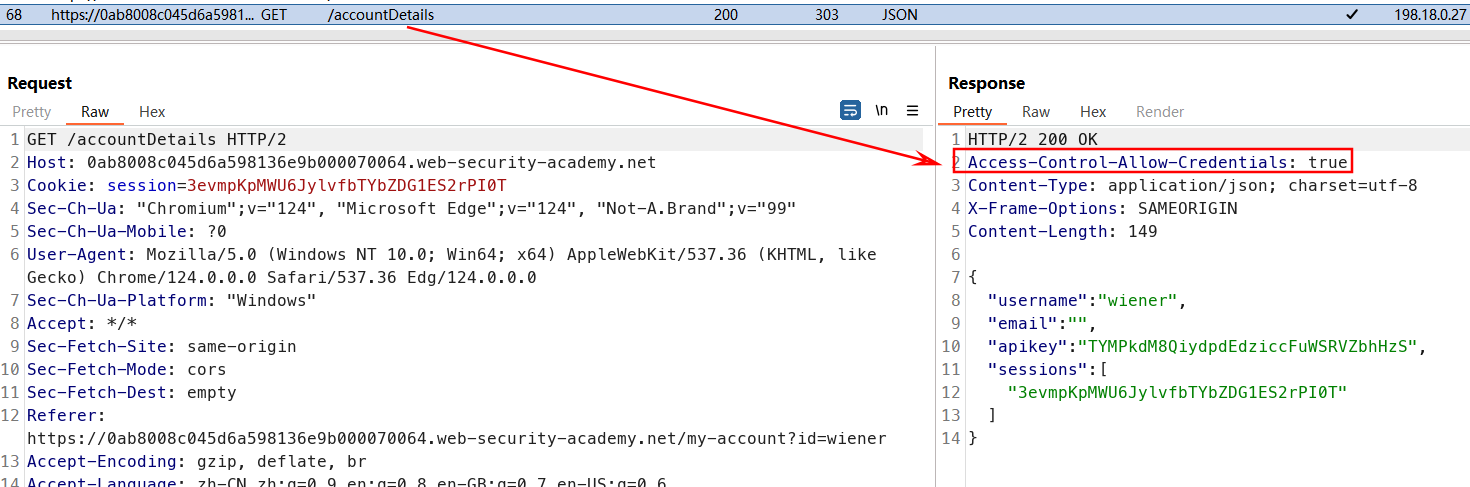 68 https://0ab8008c045d6a5981... GET /accountDetails 200 303 JSON ✓ 198.18.0.27
Request
Pretty Raw Hex
\n
1 GET /accountDetails HTTP/2
2 Host: 0ab8008c045d6a598136e9b000070064.web-security-academy.net
3 Cookie: session=3evmpKpMWU6JylvfbTYbZDG1ES2rPI0T
4 Sec-Ch-Ua: "Chromium";v="124", "Microsoft Edge";v="124", "Not-A.Brand";v="99"
5 Sec-Ch-Ua-Mobile: ?0
6 User-Agent: Mozilla/5.0 (Windows NT 10.0; Win64; x64) AppleWebKit/537.36 (KHTML, like
Gecko) Chrome/124.0.0.0 Safari/537.36 Edg/124.0.0.0
7 Sec-Ch-Ua-Platform: "Windows"
8 Accept: */*
9 Sec-Fetch-Site: same-origin
10 Sec-Fetch-Mode: cors
11 Sec-Fetch-Dest: empty
12 Referer:
https://0ab8008c045d6a598136e9b000070064.web-security-academy.net/my-account?id=wiener
13 Accept-Encoding: gzip, deflate, br
14 Accept-Language: zh-CN,zh;q=0.9,en;q=0.8,en-GB;q=0.7,en-US;q=0.6
Response
Pretty Raw Hex Render
1 HTTP/2 200 OK
2 Access-Control-Allow-Credentials: true
3 Content-Type: application/json; charset=utf-8
4 X-Frame-Options: SAMEORIGIN
5 Content-Length: 149
6
7 {
8 "username":"wiener",
9 "email":"",
10 "apikey":"TYMPkdM8QiydpdEdziccFuWSRVZbhHzS",
11 "sessions":[
12 "3evmpKpMWU6JylvfbTYbZDG1ES2rPI0T"
13 ]
14 }